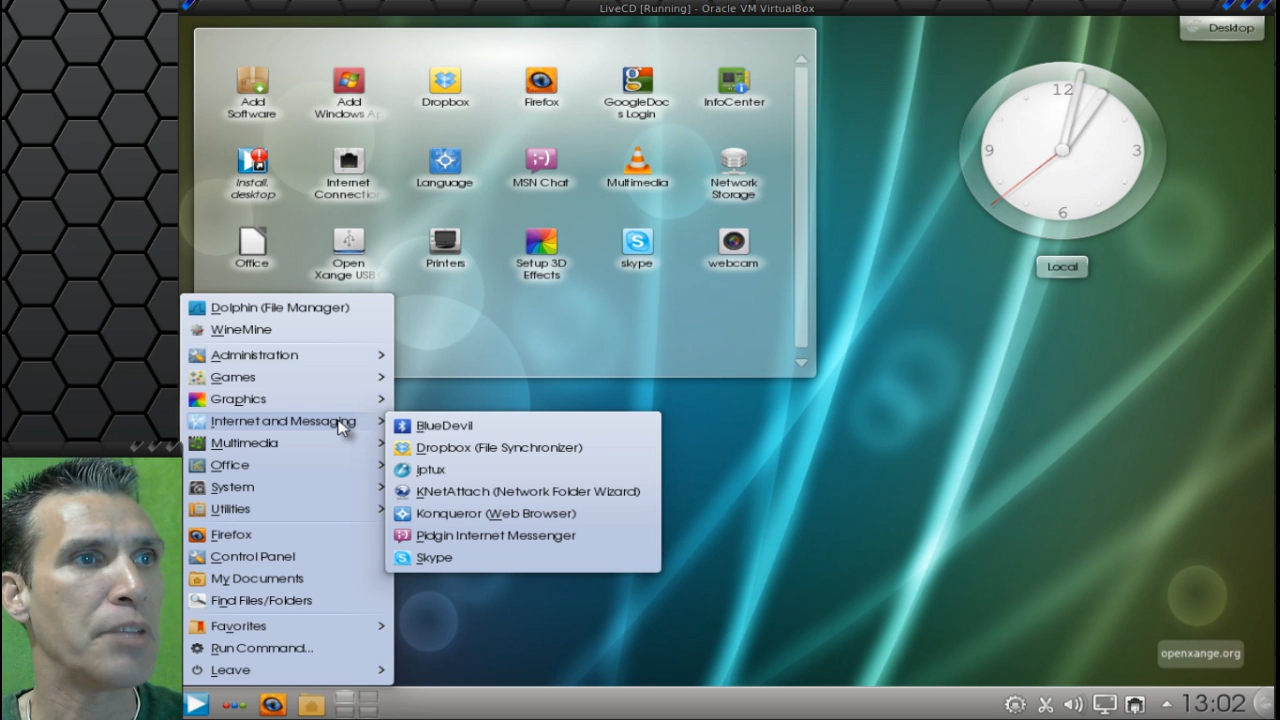 LiveCD [Running] - Oracle VM VirtualBox
Desktop
Add
Software
Add
Windows
Dropbox
Firefox
GoogleDoc
s Login
InfoCenter
Install.
desktop
Internet
Connectio
Language
MSN Chat
Multimedia
Network
Storage
Office
Open
Xange USB
Printers
Setup 3D
Effects
skype
webcam
12
3
6
9
Local
Dolphin (File Manager)
WineMine
Administration
Games
Graphics
Internet and Messaging
Multimedia
Office
System
Utilities
Firefox
Control Panel
My Documents
Find Files/Folders
Favorites
Run Command...
Leave
BlueDevil
Dropbox (File Synchronizer)
iptux
KNetAttach (Network Folder Wizard)
Konqueror (Web Browser)
Pidgin Internet Messenger
Skype
openxange.org
13:02